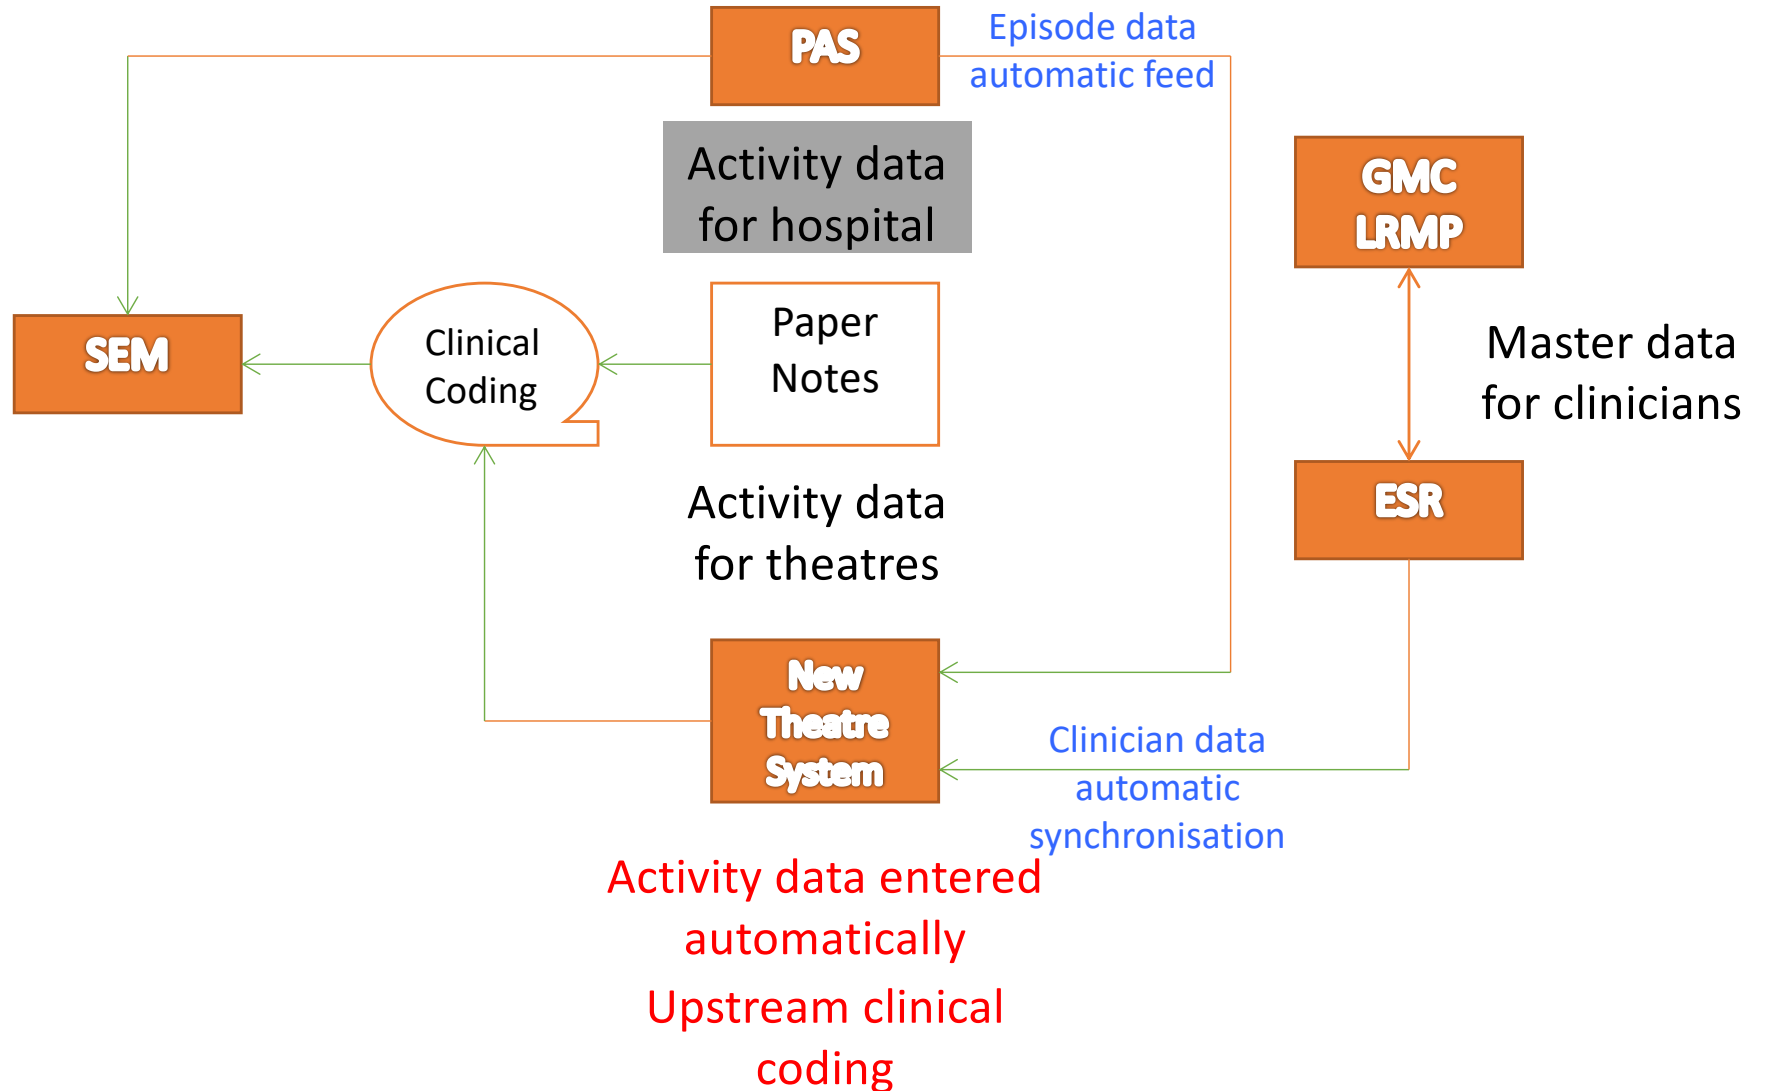 PAS
Episode data
automatic feed
Activity data
for hospital
GMC
LRMP
SEM
Clinical
Coding
Paper
Notes
Master data
for clinicians
ESR
Activity data
for theatres
New
Theatre
System
Clinician data
automatic
synchronisation
Activity data entered
automatically
Upstream clinical
coding